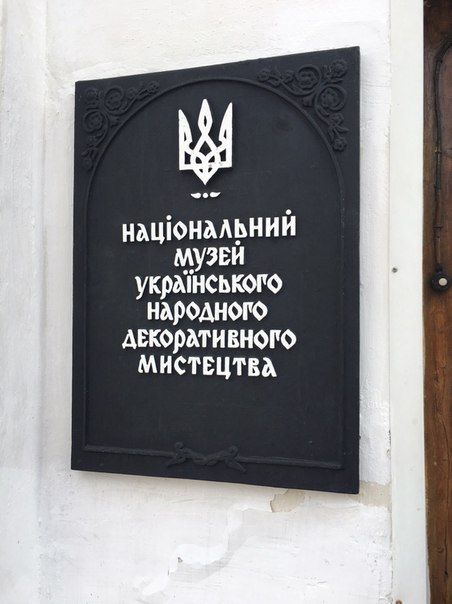 НАЦІОНАЛЬНИЙ
МУЗЕЙ
УКРАЇНСЬКОГО
НАРОДНОГО
ДЕКОРАТИВНОГО
МИСТЕЦТВА